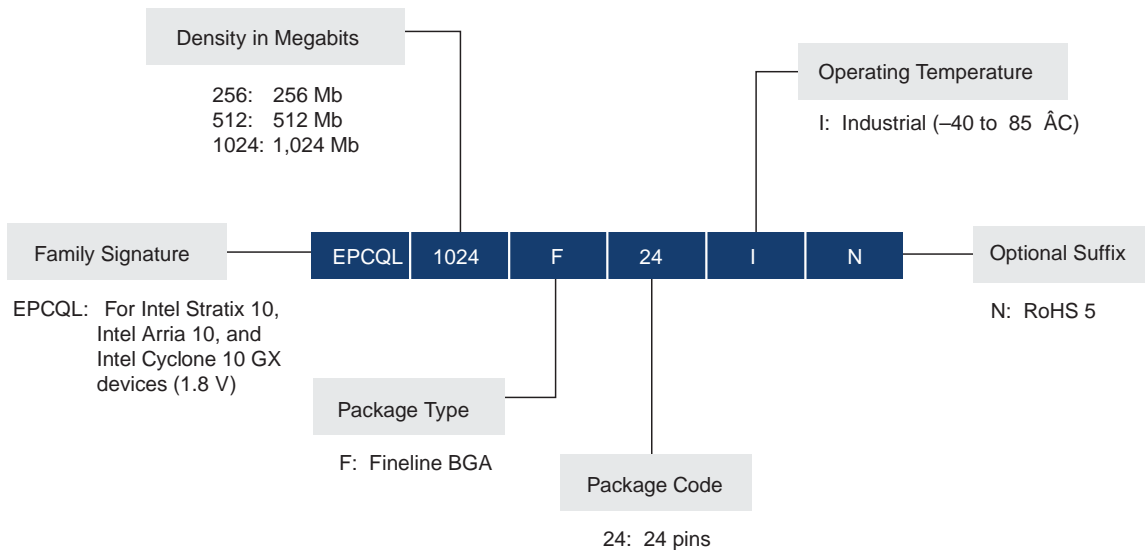 Density in Megabits
256: 256 Mb
512: 512 Mb
1024: 1,024 Mb
Operating Temperature
I: Industrial (–40 to 85 ÂC)
Family Signature
EPCQL: For Intel Stratix 10,
Intel Arria 10, and
Intel Cyclone 10 GX
devices (1.8 V)
EPCQL 1024 F 24 I N
Optional Suffix
N: RoHS 5
Package Type
F: Fineline BGA
Package Code
24: 24 pins